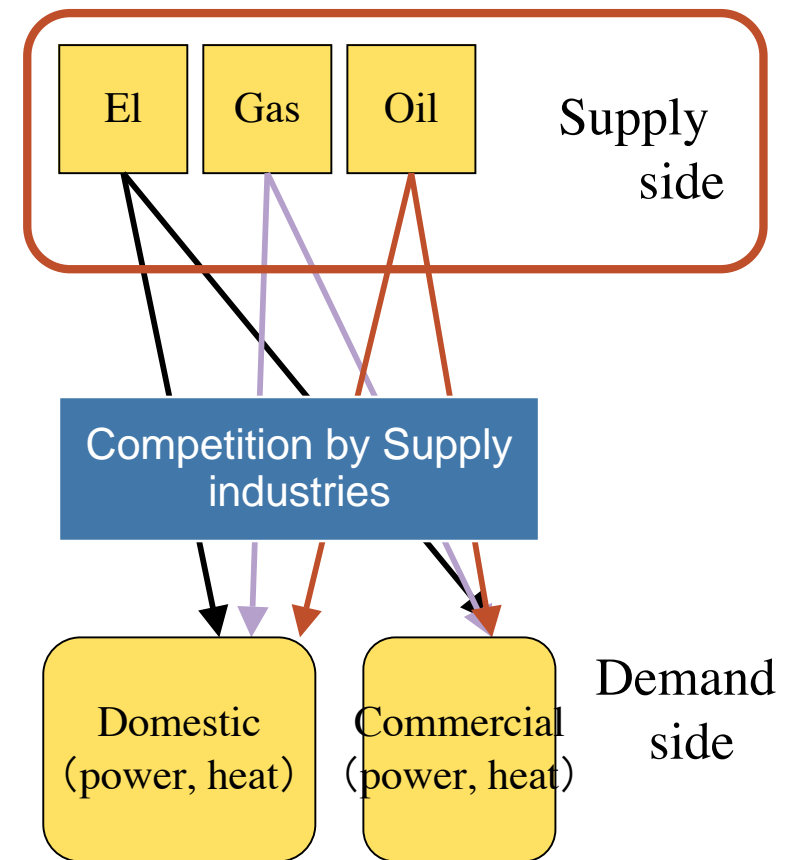 El
Gas
Oil
Supply
side
Competition by Supply
industries
Domestic
（power, heat）
Commercial
（power, heat）
Demand
side